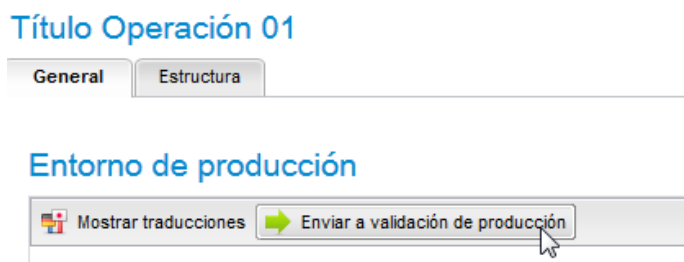 Título Operación 01
General Estructura
Entorno de producción
Mostrar traducciones Enviar a validación de producción